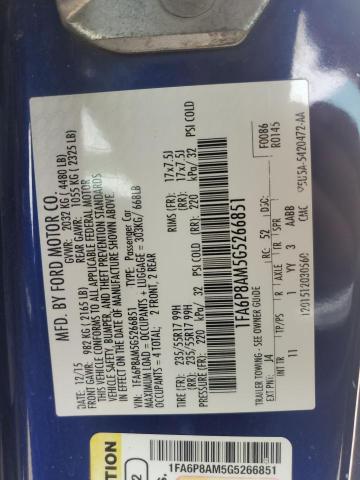 MFD. BY FORD MOTOR CO.
12/15
GVWR: 2032 KG ( 4480 LB)
FRONT GAWR: 982 KG (2165 LB)
REAR GAWR: 1055 KG ( 2325 LB)
THIS VEHICLE CONFORMS TO ALL APPLICABLE FEDERAL MOTOR
VEHICLE SAFETY, BUMPER, AND THEFT PREVENTION STANDARDS
IN EFFECT ON THE DATE OF MANUFACTURE SHOWN ABOVE.
VIN: 1FA6P8AM5G5266851
TYPE: Passenger Car
MAXIMUM LOAD = OCCUPANTS + LUGGAGE = 303KG/ 668LB
OCCUPANTS = 4 TOTAL; 2 FRONT, 2 REAR
TIRE (FR) 235/55R17 99H
RIMS (FR) 17x7.5J
TIRE (RR) 235/55R17 99H
(RR) 17x7.5J
PRESSURE: (FR) 220 kPa/ 32 PSI COLD
(RR) 220 kPa/ 32 PSI COLD
1FA6P8AM5G5266851
TRAILER TOWING - SEE OWNER GUIDE
F0086
R0145
EXT PNT: J4
RC: 52
DSO:
INT TR
TP/PS
R
AXLE
TR
SPR
11
1
YY
3
AABB
5U5A-5420472-AA
1FA6P8AM5G5266851